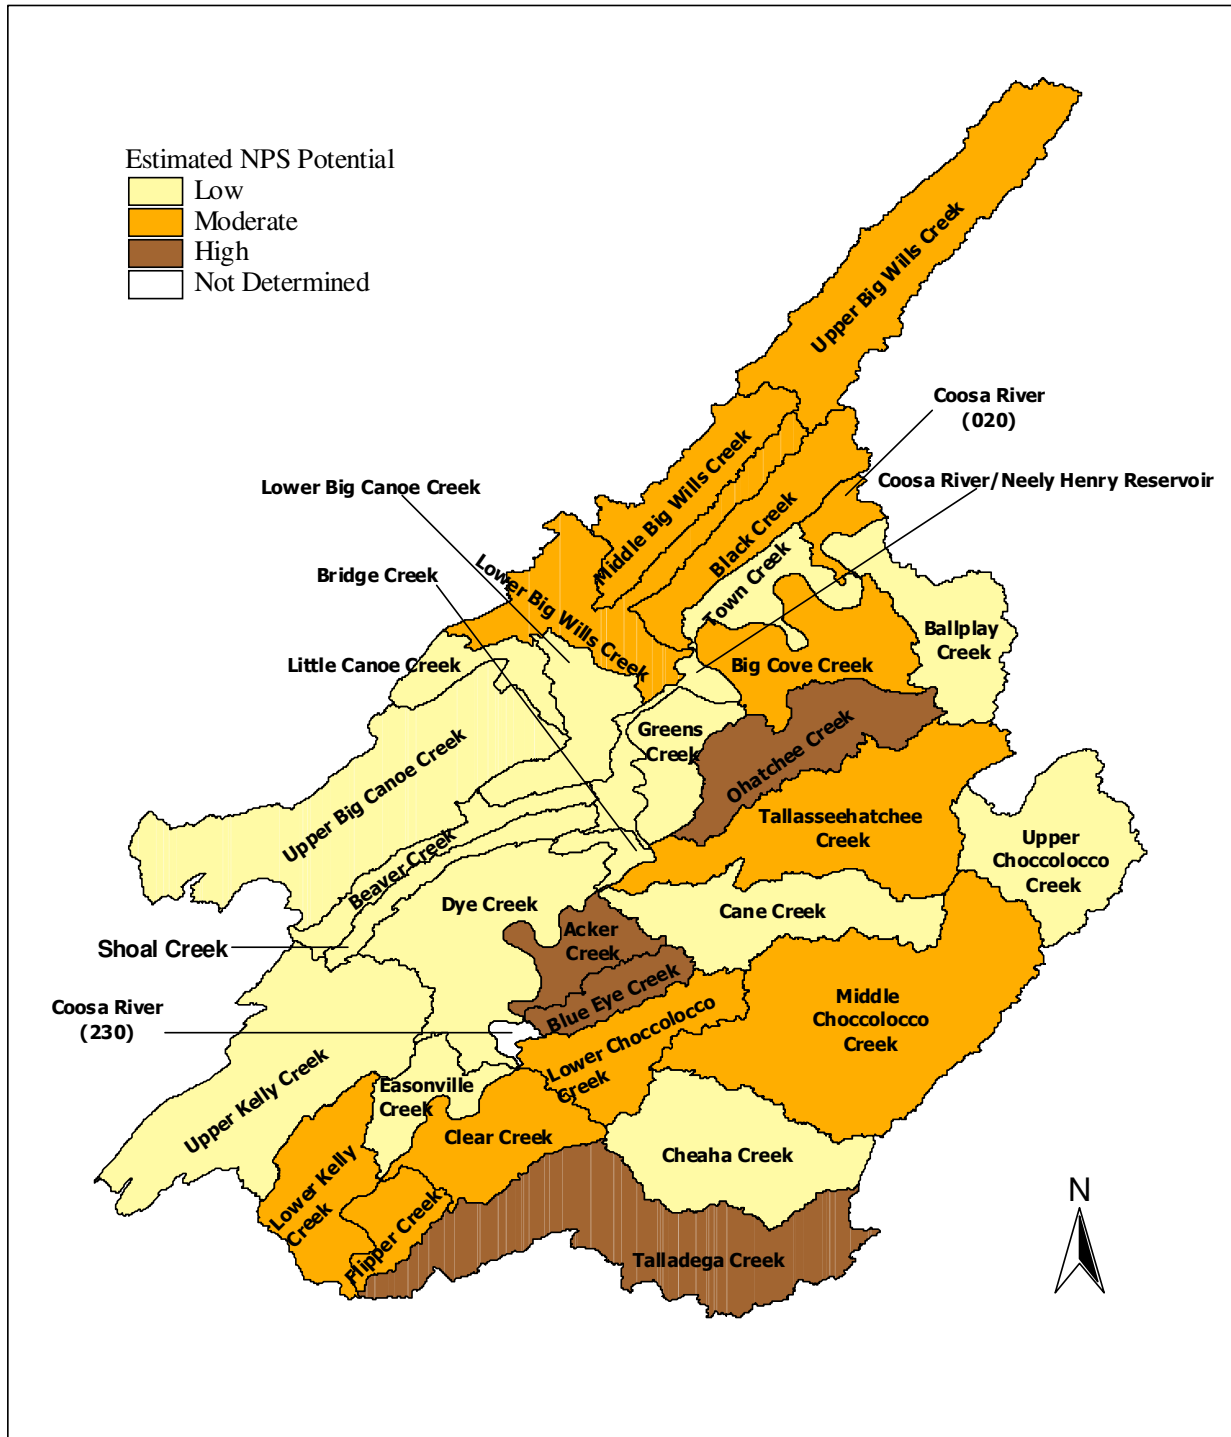 Estimated NPS Potential
Low
Moderate
High
Not Determined
Upper Big Wills Creek
Coosa River
(020)
Coosa River/Neely Henry Reservoir
Lower Big Canoe Creek
Middle Big Wills Creek
Black Creek
Bridge Creek
Lower Big Wills Creek
Town Creek
Ballplay
Creek
Little Canoe Creek
Big Cove Creek
Greens
Creek
Ohatchee Creek
Upper Big Canoe Creek
Tallasseehatchee
Creek
Upper
Choccolocco
Creek
Beaver Creek
Dye Creek
Cane Creek
Shoal Creek
Acker
Creek
Blue Eye Creek
Coosa River
(230)
Middle
Choccolocco
Creek
Lower Choccolocco
Creek
Upper Kelly Creek
Easonville
Creek
Clear Creek
Cheaha Creek
Lower Kelly
Creek
Flipper Creek
Talladega Creek
N